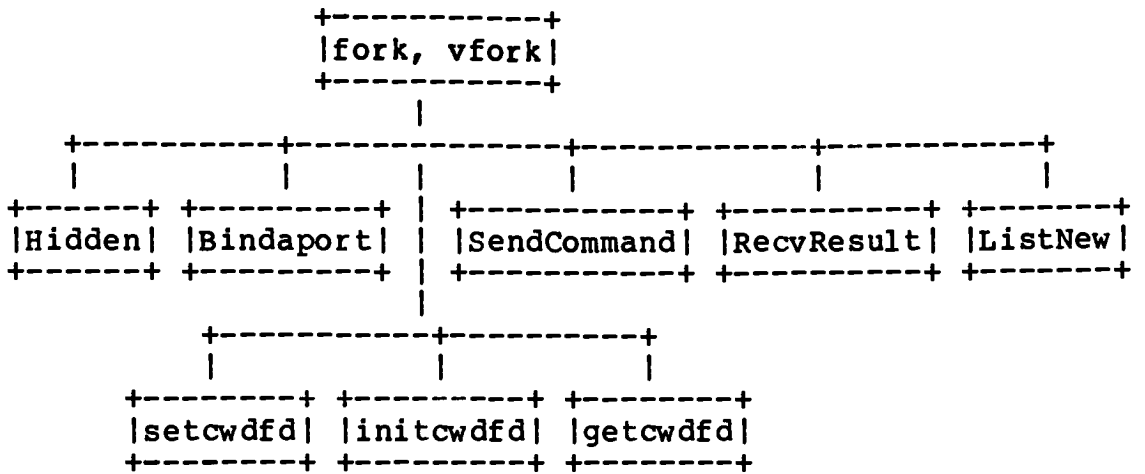 fork, vfork
Hidden Bindaport SendCommand RecvResult ListNew
setcwdfd initcwdfd getcwdfd